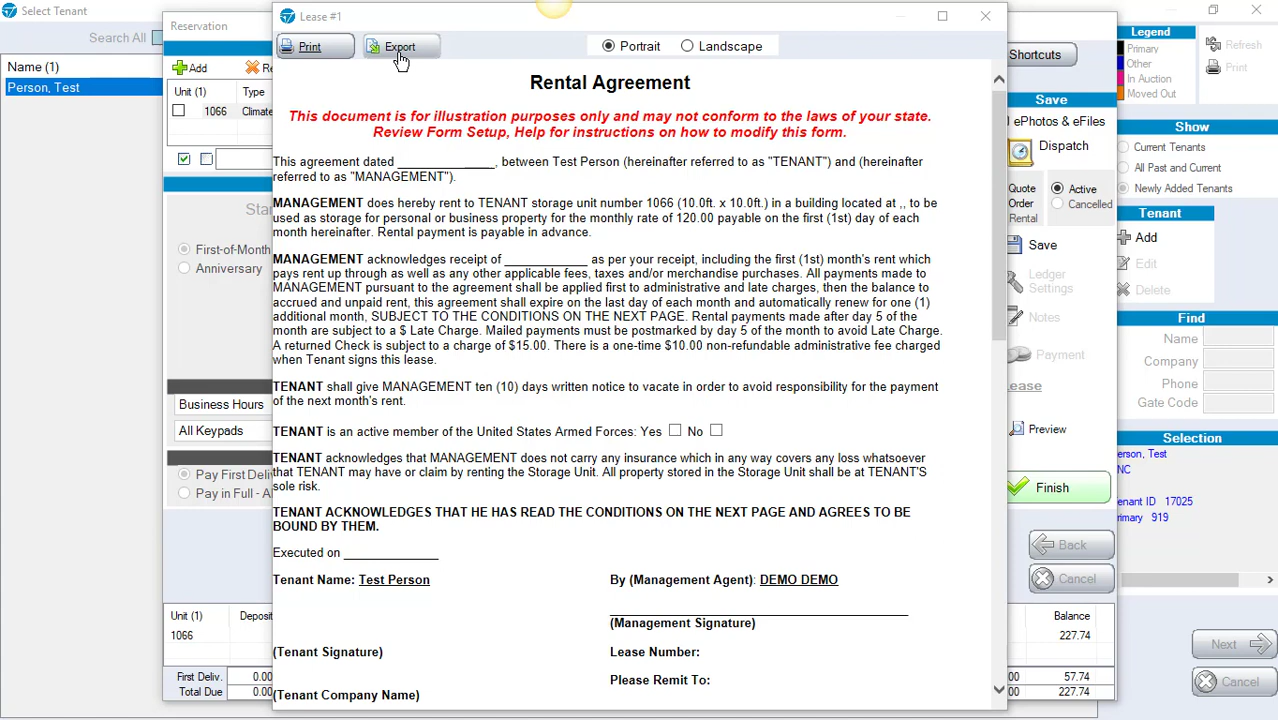 Select Tenant
Search All
Name (1)
Person, Test
Reservation
Add
Re
Unit (1)
Type
1066
Climate
Star
First-of-Month
Anniversary
Business Hours
All Keypads
Pay First Deliv
Pay in Full - A
Unit (1)
Deposit
1066
First Deliv.
0.00
Total Due
0.00
Lease #1
Print
Export
Portrait
Landscape
Rental Agreement
This document is for illustration purposes only and may not conform to the laws of your state.
Review Form Setup, Help for instructions on how to modify this form.
This agreement dated ____________ ____, between Test Person (hereinafter referred to as "TENANT") and (hereinafter
referred to as "MANAGEMENT").
MANAGEMENT does hereby rent to TENANT storage unit number 1066 (10.0ft. x 10.0ft.) in a building located at ,, to be
used as storage for personal or business property for the monthly rate of 120.00 payable on the first (1st) day of each
month hereinafter. Rental payment is payable in advance.
MANAGEMENT acknowledges receipt of ____________ as per your receipt, including the first (1st) month's rent which
pays rent up through as well as any other applicable fees, taxes and/or merchandise purchases. All payments made to
MANAGEMENT pursuant to the agreement shall be applied first to administrative and late charges, then the balance to
accrued and unpaid rent, this agreement shall expire on the last day of each month and automatically renew for one (1)
additional month, SUBJECT TO THE CONDITIONS ON THE NEXT PAGE. Rental payments made after day 5 of the
month are subject to a $ Late Charge. Mailed payments must be postmarked by day 5 of the month to avoid Late Charge.
A returned Check is subject to a charge of $15.00. There is a one-time $10.00 non-refundable administrative fee charged
when Tenant signs this lease.
TENANT shall give MANAGEMENT ten (10) days written notice to vacate in order to avoid responsibility for the payment
of the next month's rent.
TENANT is an active member of the United States Armed Forces: Yes No
TENANT acknowledges that MANAGEMENT does not carry any insurance which in any way covers any loss whatsoever
that TENANT may have or claim by renting the Storage Unit. All property stored in the Storage Unit shall be at TENANT'S
sole risk.
TENANT ACKNOWLEDGES THAT HE HAS READ THE CONDITIONS ON THE NEXT PAGE AND AGREES TO BE
BOUND BY THEM.
Executed on ______________
Tenant Name: Test Person
By (Management Agent): DEMO DEMO
(Management Signature)
(Tenant Signature)
Lease Number:
Please Remit To:
(Tenant Company Name)
Shortcuts
Save
ePhotos & eFiles
Dispatch
Quote
Order
Rental
Active
Cancelled
Save
Ledger
Settings
Notes
Payment
Lease
Preview
Finish
Back
Cancel
Balance
227.74
00
57.74
00
227.74
Legend
Primary
Other
In Auction
Moved Out
Refresh
Print
Show
Current Tenants
All Past and Current
Newly Added Tenants
Tenant
Add
Edit
Delete
Find
Name
Company
Phone
Gate Code
Selection
erson, Test
NC
enant ID 17025
rimary 919
Next
Cancel